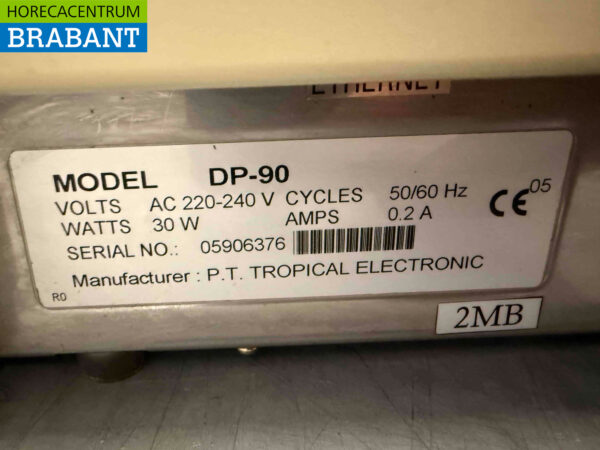 HORECACENTRUM
BRABANT
ETHERNET
MODEL DP-90
VOLTS AC 220-240 V CYCLES 50/60 Hz
WATTS 30 W AMPS 0.2 A
CE 05
SERIAL NO.: 05906376
Manufacturer : P.T. TROPICAL ELECTRONIC
R0
2MB